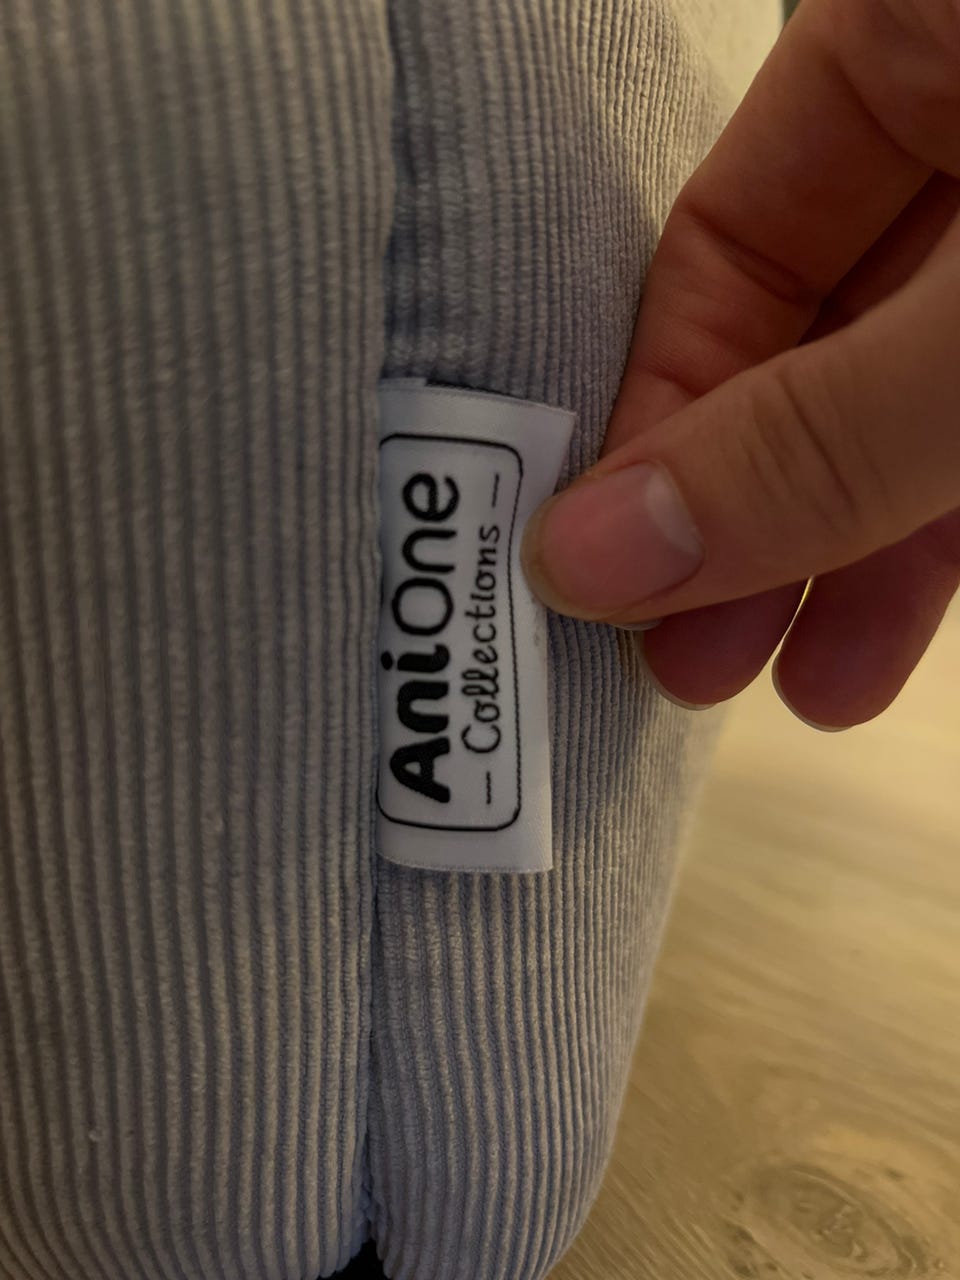 AniOne
— Collections —